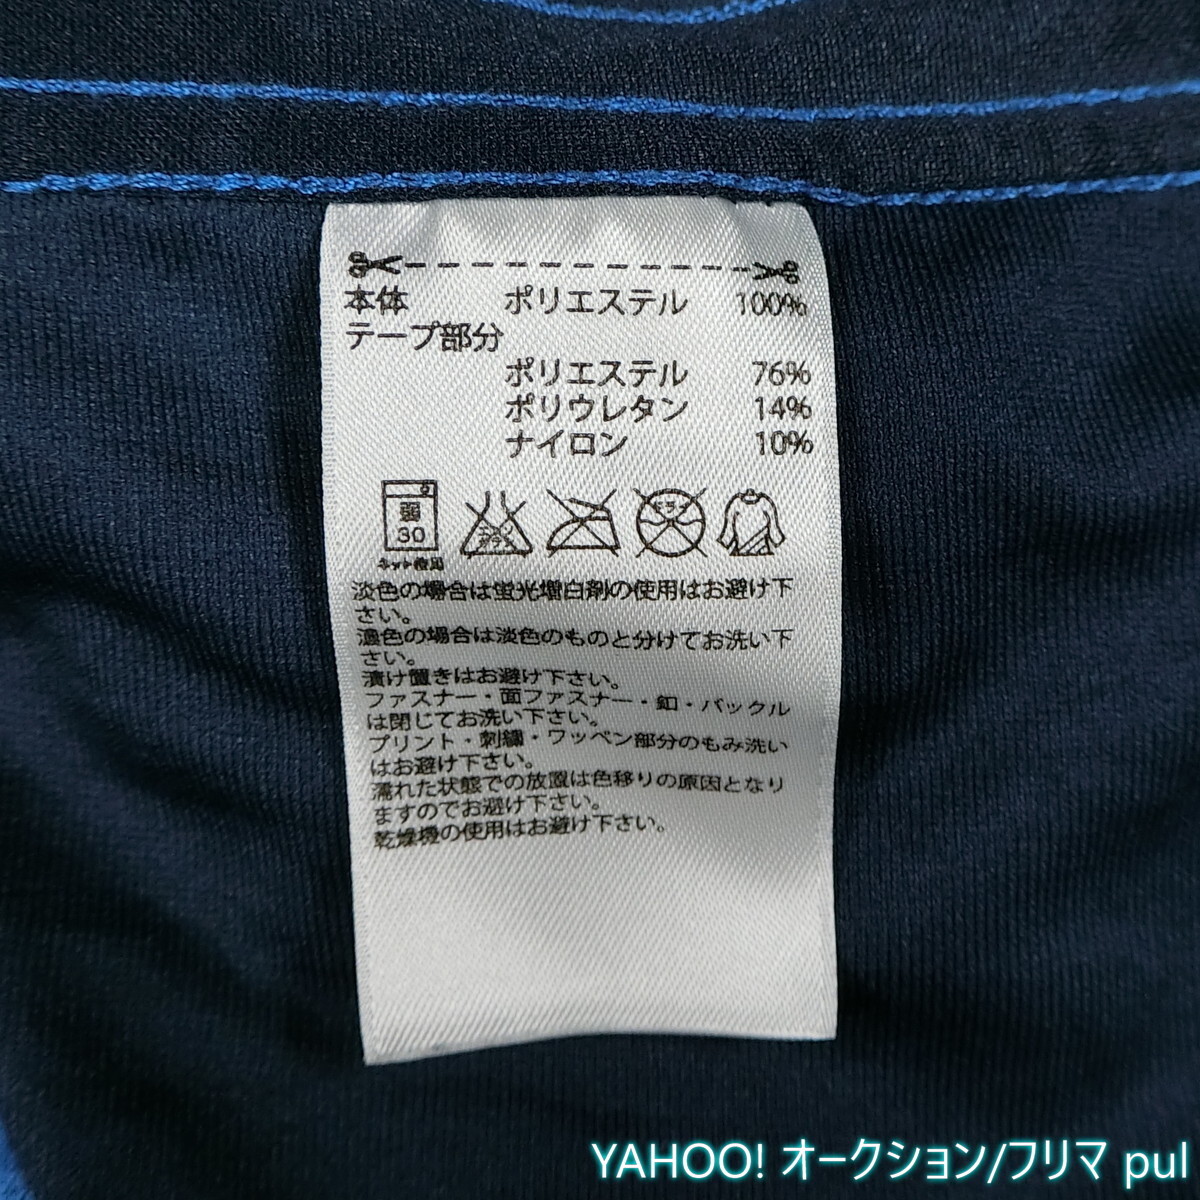 本体 ポリエステル 100%
テープ部分
ポリエステル 76%
ポリウレタン 14%
ナイロン 10%
弱
30
ネット使用
エンソ
サラシ
ドライ
淡色の場合は蛍光増白剤の使用はお避け下
さい。
濃色の場合は淡色のものと分けてお洗い下
さい。
漬け置きはお避け下さい。
ファスナー・面ファスナー・釦・バックル
は閉じてお洗い下さい。
プリント・刺繍・ワッペン部分のもみ洗い
はお避け下さい。
濡れた状態での放置は色移りの原因となり
ますのでお避け下さい。
乾燥機の使用はお避け下さい。
YAHOO! オークション/フリマ pul